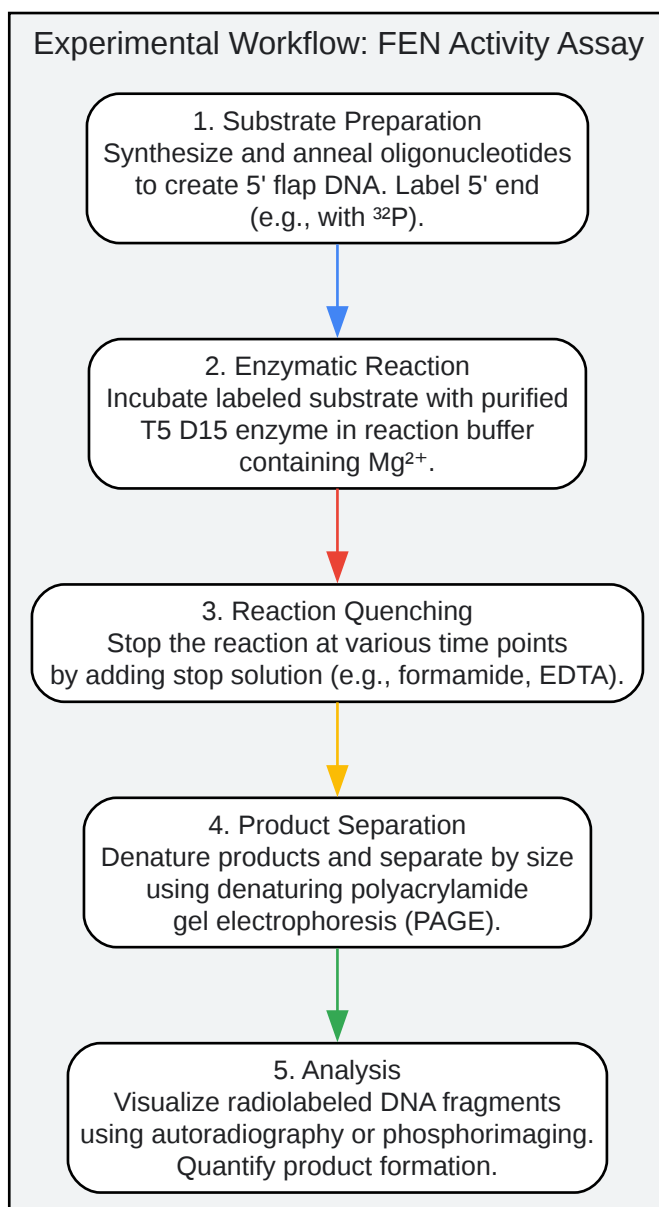 Experimental Workflow: FEN Activity Assay
1. Substrate Preparation
Synthesize and anneal oligonucleotides
to create 5' flap DNA. Label 5' end
(e.g., with ³²P).
2. Enzymatic Reaction
Incubate labeled substrate with purified
T5 D15 enzyme in reaction buffer
containing Mg²⁺.
3. Reaction Quenching
Stop the reaction at various time points
by adding stop solution (e.g., formamide, EDTA).
4. Product Separation
Denature products and separate by size
using denaturing polyacrylamide
gel electrophoresis (PAGE).
5. Analysis
Visualize radiolabeled DNA fragments
using autoradiography or phosphorimaging.
Quantify product formation.